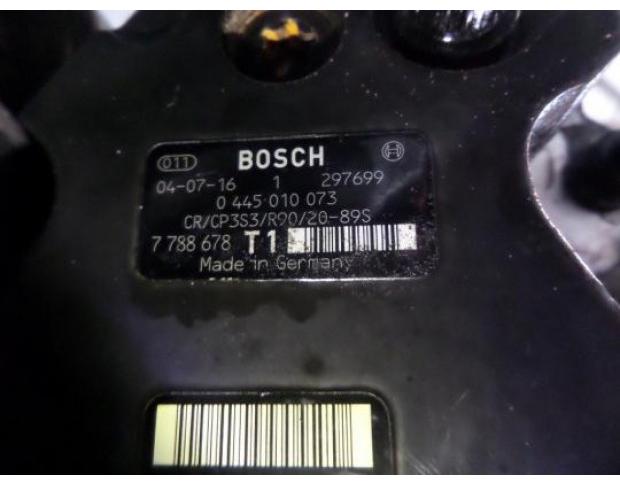 011 BOSCH
04-07-16 1 297699
0 445 010 073
CR/CP3S3/R90/20-89S
7 788 678 T1
Made in Germany